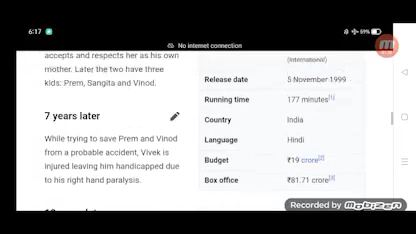 6:17
59%
No internet connection
accepts and respects her as his own
mother. Later the two have three
kids: Prem, Sangita and Vinod.
7 years later
While trying to save Prem and Vinod
from a probable accident, Vivek is
injured leaving him handicapped due
to his right hand paralysis.
(International)
Release date 5 November 1999
Running time 177 minutes[1]
Country India
Language Hindi
Budget ₹19 crore[2]
Box office ₹81.71 crore[3]
Recorded by Mobizen